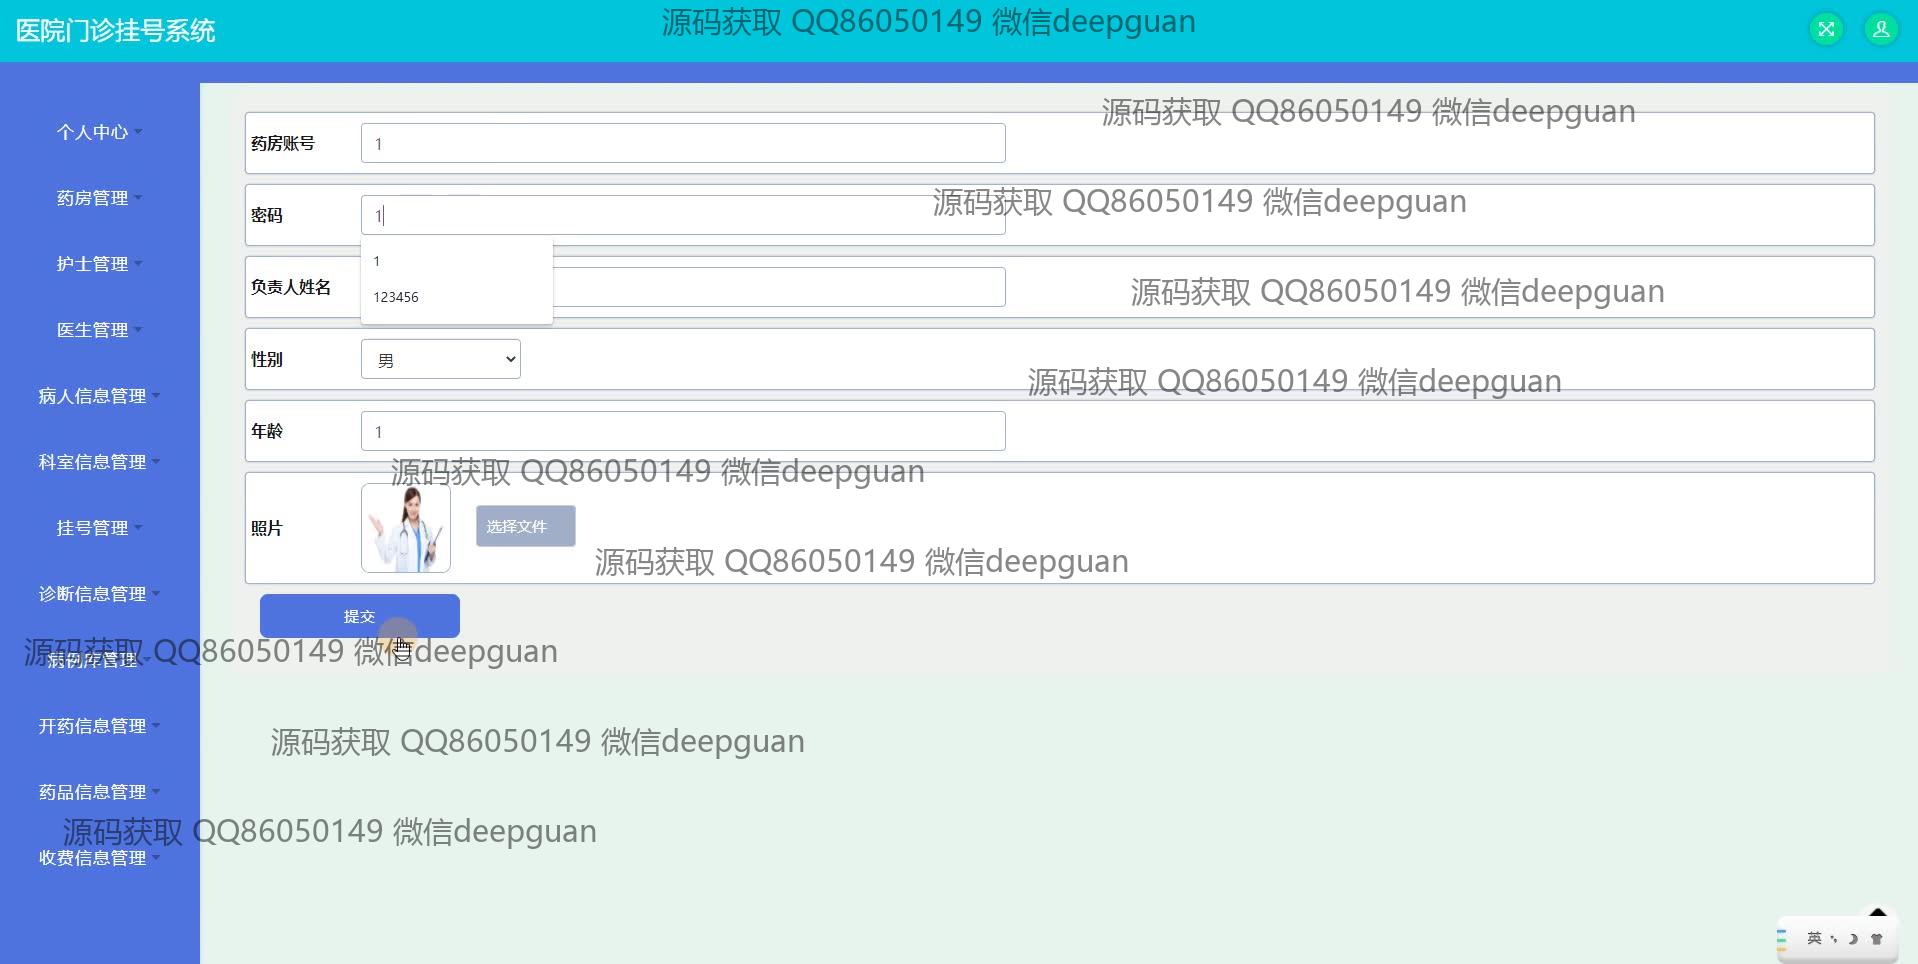 医院门诊挂号系统
源码获取 QQ86050149 微信deepguan
个人中心
药房管理
护士管理
医生管理
病人信息管理
科室信息管理
挂号管理
诊断信息管理
病例库管理
开药信息管理
药品信息管理
收费信息管理
源码获取 QQ86050149 微信deepguan
药房账号 1
源码获取 QQ86050149 微信deepguan
密码 1
1
123456
负责人姓名
源码获取 QQ86050149 微信deepguan
性别 男
源码获取 QQ86050149 微信deepguan
年龄 1
源码获取 QQ86050149 微信deepguan
照片 选择文件
源码获取 QQ86050149 微信deepguan
提交
源码获取 QQ86050149 微信deepguan
源码获取 QQ86050149 微信deepguan
源码获取 QQ86050149 微信deepguan
英